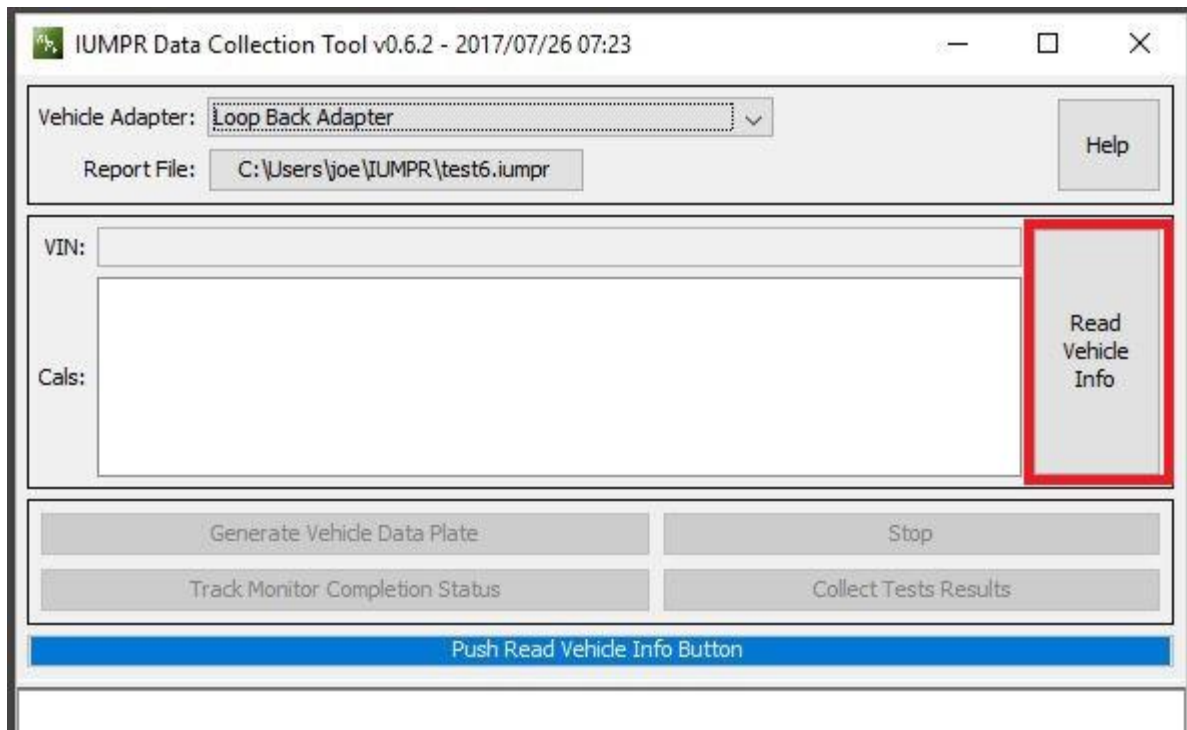 IUMPR Data Collection Tool v0.6.2 - 2017/07/26 07:23
Vehicle Adapter: Loop Back Adapter
Help
Report File: C:\Users\joe\IUMPR\test6.iumpr
VIN:
Cals:
Read
Vehicle
Info
Generate Vehicle Data Plate
Stop
Track Monitor Completion Status
Collect Tests Results
Push Read Vehicle Info Button